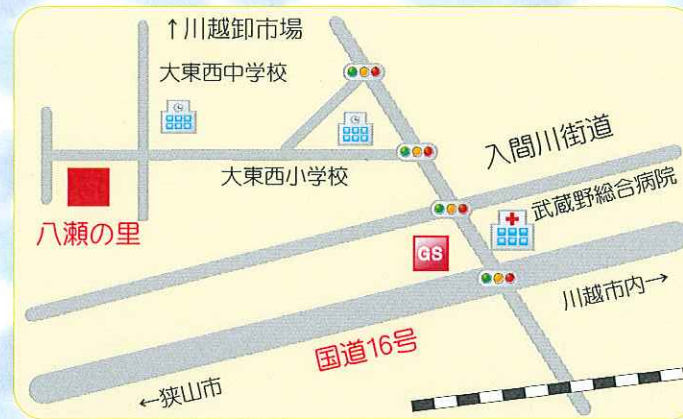 ↑川越卸市場
大東西中学校
大東西小学校
入間川街道
武蔵野総合病院
八瀬の里
GS
川越市内→
国道16号
←狭山市